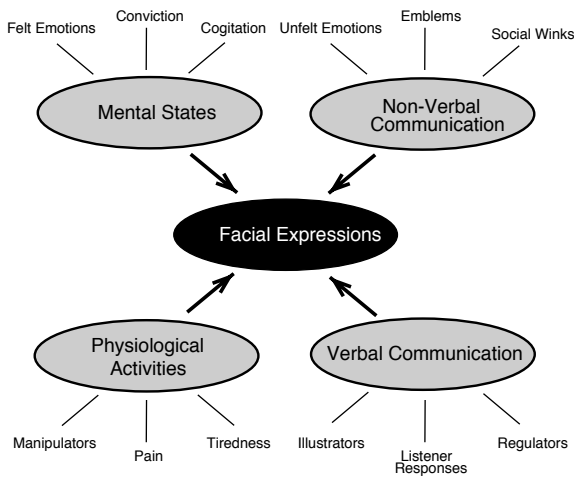 Felt Emotions
Conviction
Cogitation
Unfelt Emotions
Emblems
Social Winks
Mental States
Non-Verbal
Communication
Facial Expressions
Physiological
Activities
Verbal Communication
Manipulators
Pain
Tiredness
Illustrators
Listener
Responses
Regulators